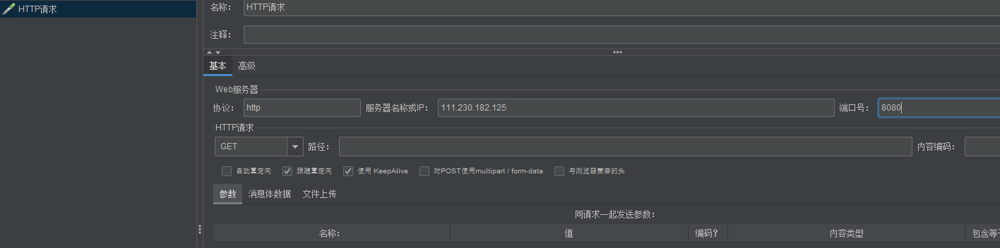 HTTP请求
名称： HTTP请求
注释：
基本 高级
Web服务器
协议： http 服务器名称或IP： 111.230.182.125 端口号： 8080
HTTP请求
GET 路径： 内容编码：
自动重定向 跟随重定向 使用 KeepAlive 对POST使用multipart / form-data 与浏览器兼容的头
参数 消息体数据 文件上传
同请求一起发送参数：
名称： 值 编码？ 内容类型 包含等于